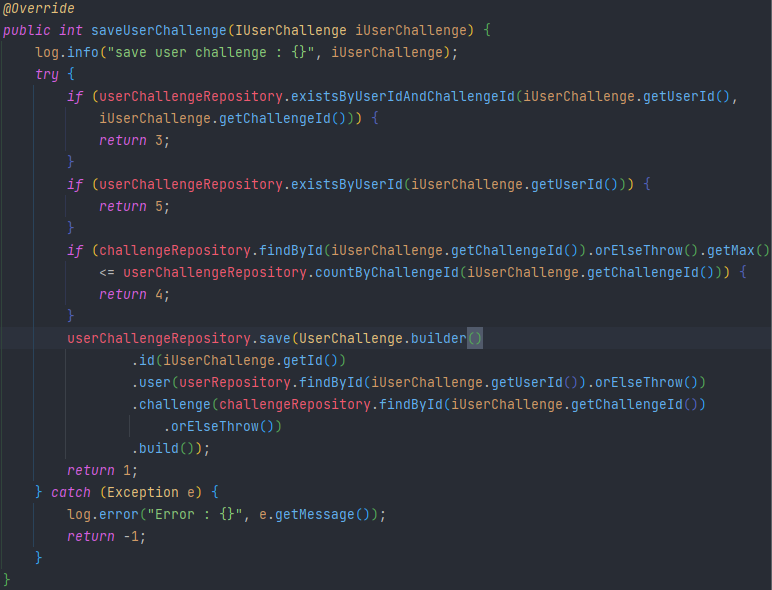 @Override
public int saveUserChallenge(IUserChallenge iUserChallenge) {
    log.info("save user challenge : {}", iUserChallenge);
    try {
        if (userChallengeRepository.existsByUserIdAndChallengeId(iUserChallenge.getUserId(),
            iUserChallenge.getChallengeId())) {
            return 3;
        }
        if (userChallengeRepository.existsByUserId(iUserChallenge.getUserId())) {
            return 5;
        }
        if (challengeRepository.findById(iUserChallenge.getChallengeId()).orElseThrow().getMax()
            <= userChallengeRepository.countByChallengeId(iUserChallenge.getChallengeId())) {
            return 4;
        }
        userChallengeRepository.save(UserChallenge.builder()
                .id(iUserChallenge.getId())
                .user(userRepository.findById(iUserChallenge.getUserId()).orElseThrow())
                .challenge(challengeRepository.findById(iUserChallenge.getChallengeId())
                    .orElseThrow())
                .build());
        return 1;
    } catch (Exception e) {
        log.error("Error : {}", e.getMessage());
        return -1;
    }
}